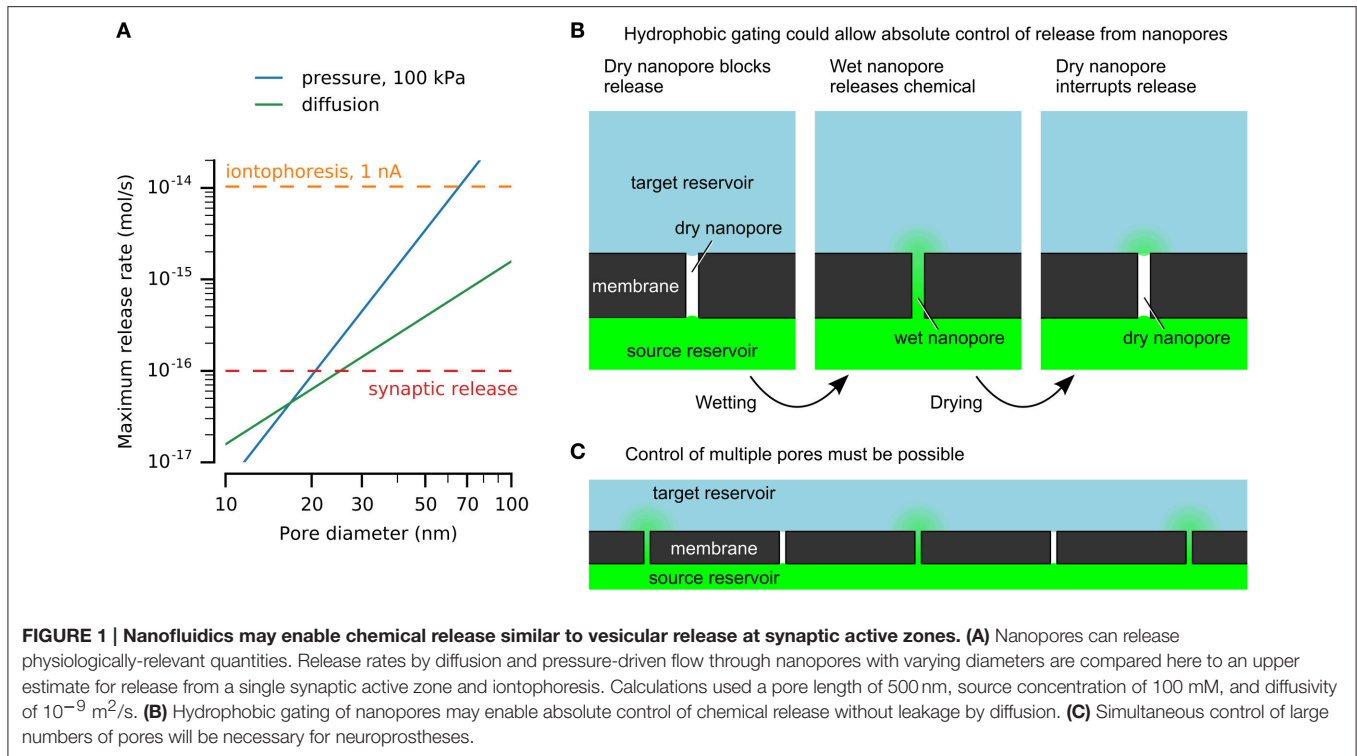 A
pressure, 100 kPa
diffusion
Maximum release rate (mol/s)
10⁻¹⁴
10⁻¹⁵
10⁻¹⁶
10⁻¹⁷
iontophoresis, 1 nA
synaptic release
10 20 30 50 70 100
Pore diameter (nm)
B Hydrophobic gating could allow absolute control of release from nanopores
Dry nanopore blocks
release
target reservoir
dry nanopore
membrane
source reservoir
Wet nanopore
releases chemical
wet nanopore
Dry nanopore
interrupts release
dry nanopore
Wetting
Drying
C Control of multiple pores must be possible
target reservoir
membrane
source reservoir
FIGURE 1 | Nanofluidics may enable chemical release similar to vesicular release at synaptic active zones. (A) Nanopores can release
physiologically-relevant quantities. Release rates by diffusion and pressure-driven flow through nanopores with varying diameters are compared here to an upper
estimate for release from a single synaptic active zone and iontophoresis. Calculations used a pore length of 500 nm, source concentration of 100 mM, and diffusivity
of 10⁻⁹ m²/s. (B) Hydrophobic gating of nanopores may enable absolute control of chemical release without leakage by diffusion. (C) Simultaneous control of large
numbers of pores will be necessary for neuroprostheses.